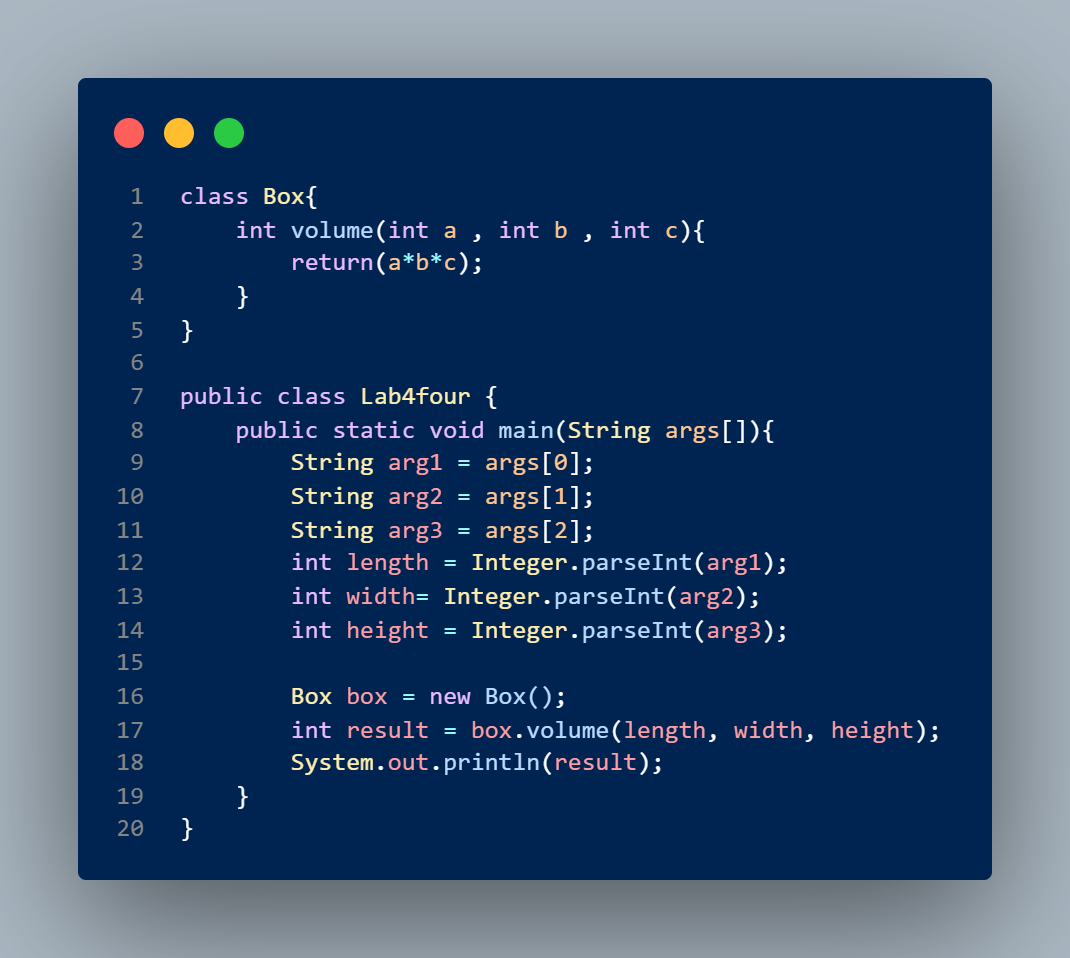 1 class Box{
2     int volume(int a , int b , int c){
3         return(a*b*c);
4     }
5 }
6
7 public class Lab4four {
8     public static void main(String args[]){
9         String arg1 = args[0];
10         String arg2 = args[1];
11         String arg3 = args[2];
12         int length = Integer.parseInt(arg1);
13         int width= Integer.parseInt(arg2);
14         int height = Integer.parseInt(arg3);
15
16         Box box = new Box();
17         int result = box.volume(length, width, height);
18         System.out.println(result);
19     }
20 }